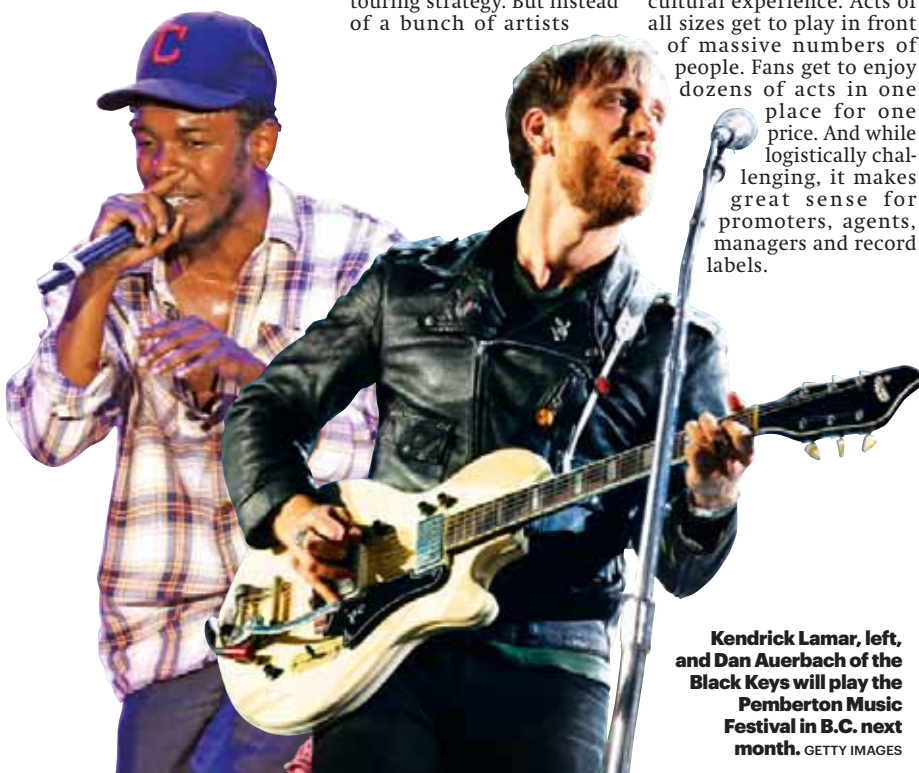 touring strategy. But instead
of a bunch of artists
cultural experience. Acts of
all sizes get to play in front
of massive numbers of
people. Fans get to enjoy
dozens of acts in one
place for one
price. And while
logistically chal-
lenging, it makes
great sense for
promoters, agents,
managers and record
labels.
C
Kendrick Lamar, left,
and Dan Auerbach of the
Black Keys will play the
Pemberton Music
Festival in B.C. next
month. GETTY IMAGES